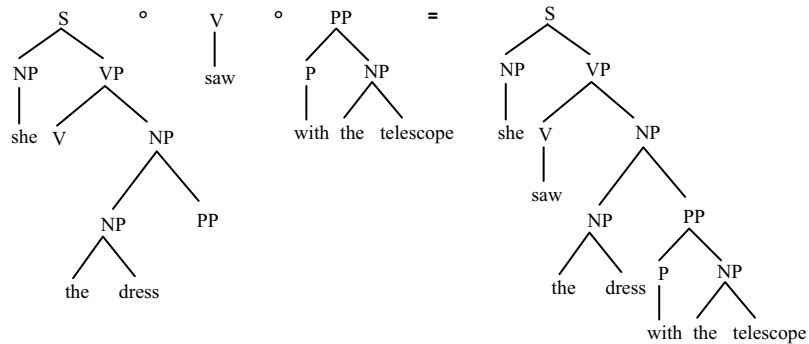 S ° V ° PP = S
NP VP saw P NP NP VP
she V NP with the telescope she V NP
saw
NP PP NP PP
the dress the dress P NP
with the telescope